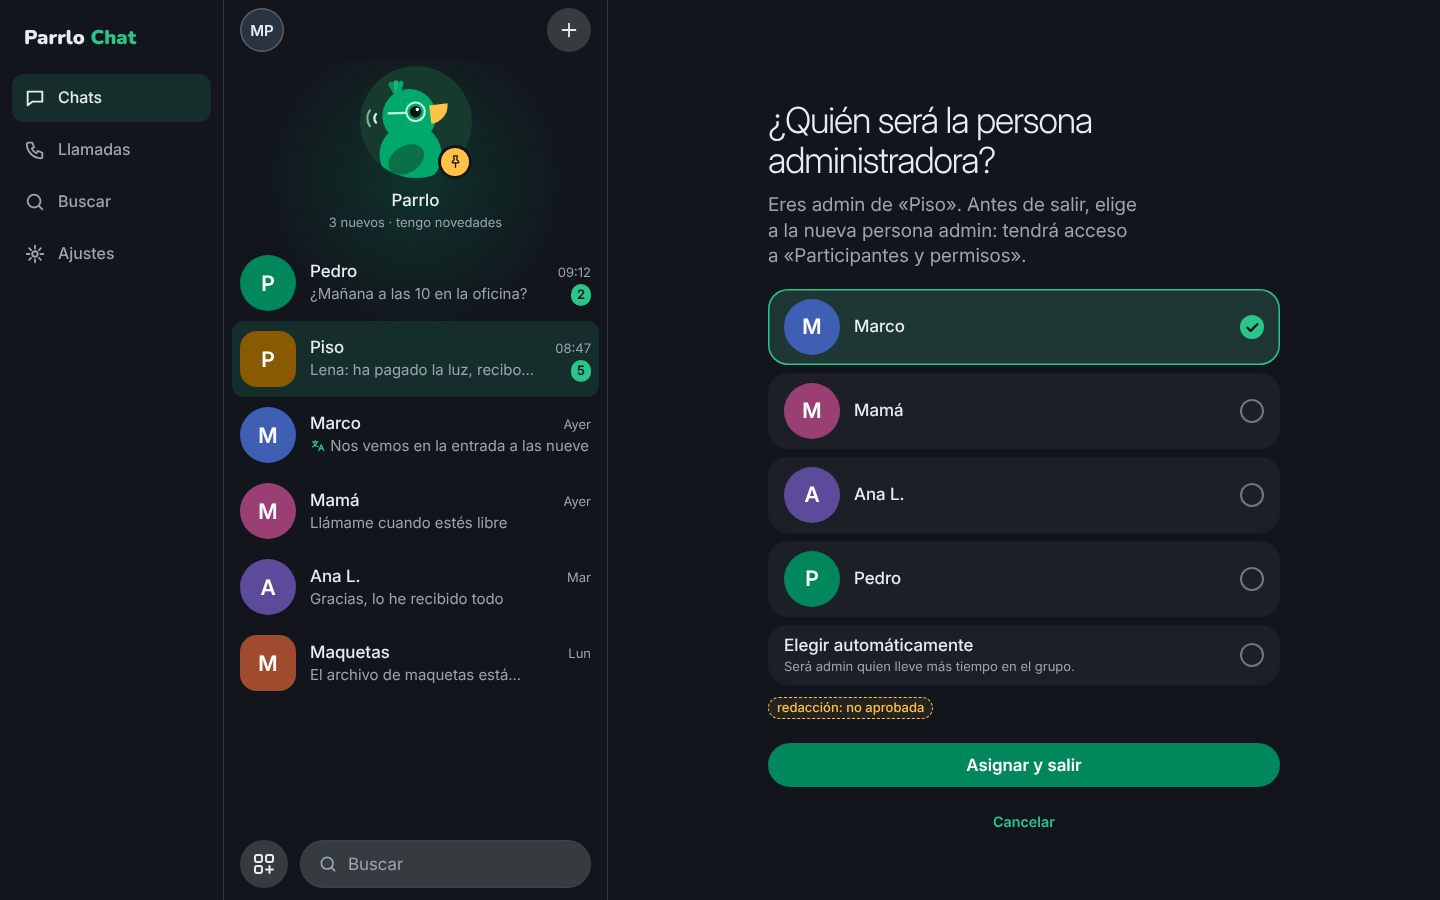 Parrlo Chat
Chats
Llamadas
Buscar
Ajustes
MP
Parrlo
3 nuevos · tengo novedades
P
Pedro
09:12
¿Mañana a las 10 en la oficina?
2
P
Piso
08:47
Lena: ha pagado la luz, recibo...
5
M
Marco
Ayer
Nos vemos en la entrada a las nueve
M
Mamá
Ayer
Llámame cuando estés libre
A
Ana L.
Mar
Gracias, lo he recibido todo
M
Maquetas
Lun
El archivo de maquetas está...
Buscar
¿Quién será la persona
administradora?
Eres admin de «Piso». Antes de salir, elige
a la nueva persona admin: tendrá acceso
a «Participantes y permisos».
M
Marco
M
Mamá
A
Ana L.
P
Pedro
Elegir automáticamente
Será admin quien lleve más tiempo en el grupo.
redacción: no aprobada
Asignar y salir
Cancelar